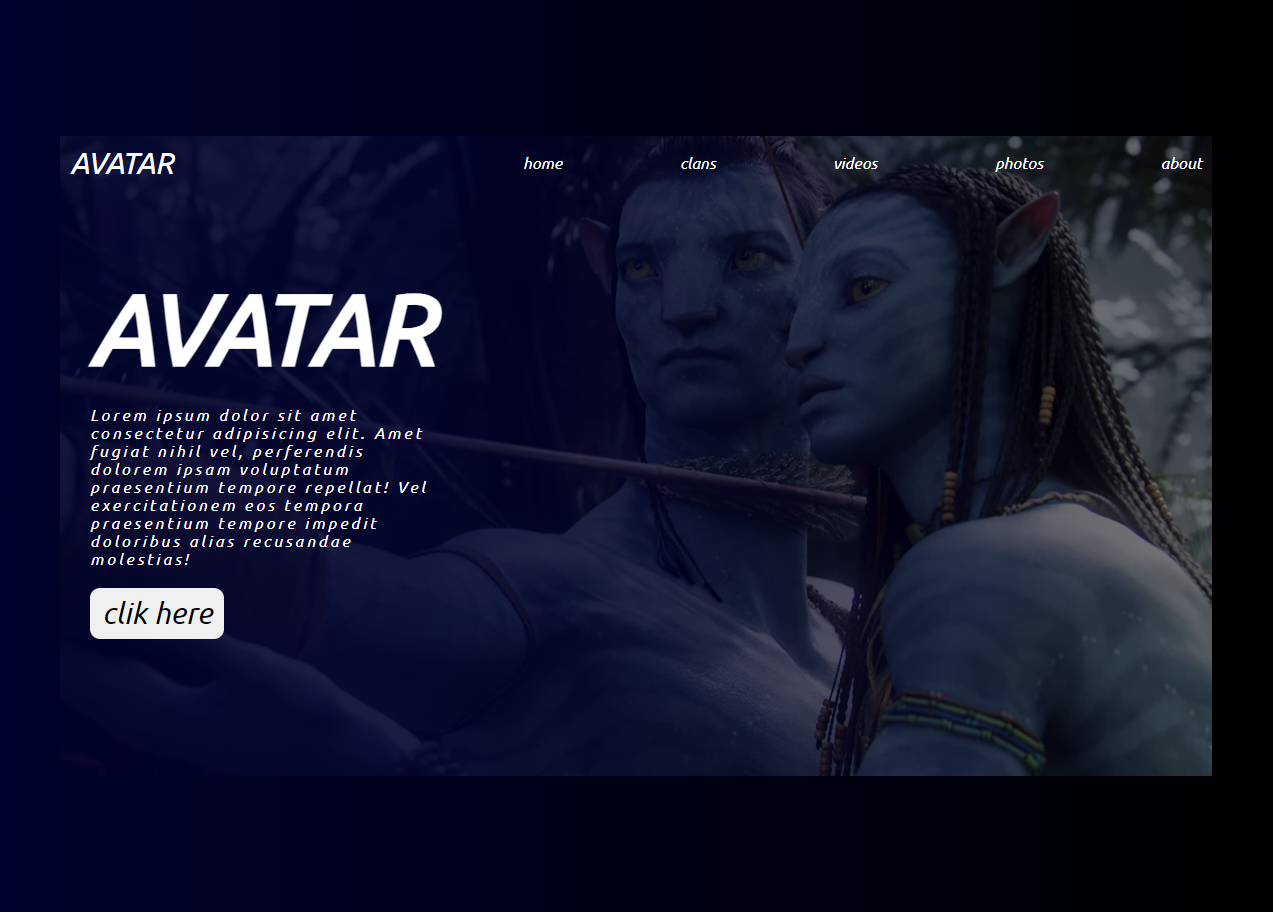 AVATAR
home clans videos photos about
AVATAR
Lorem ipsum dolor sit amet
consectetur adipisicing elit. Amet
fugiat nihil vel, perferendis
dolorem ipsam voluptatum
praesentium tempore repellat! Vel
exercitationem eos tempora
praesentium tempore impedit
doloribus alias recusandae
molestias!
clik here